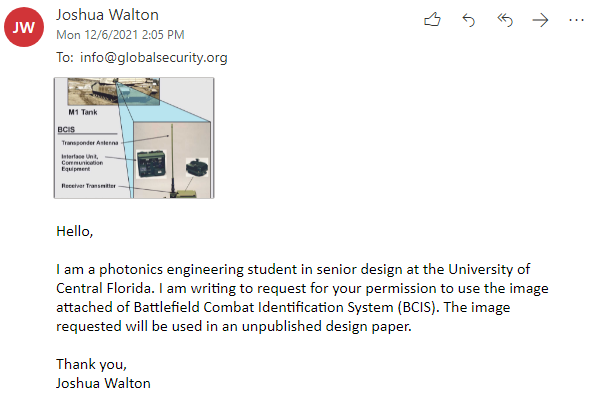 JW
Joshua Walton
Mon 12/6/2021 2:05 PM
To: info@globalsecurity.org
M1 Tank
BCIS
Transponder Antenna
Interface Unit,
Communication
Equipment
Receiver Transmitter
Hello,
I am a photonics engineering student in senior design at the University of
Central Florida. I am writing to request for your permission to use the image
attached of Battlefield Combat Identification System (BCIS). The image
requested will be used in an unpublished design paper.
Thank you,
Joshua Walton